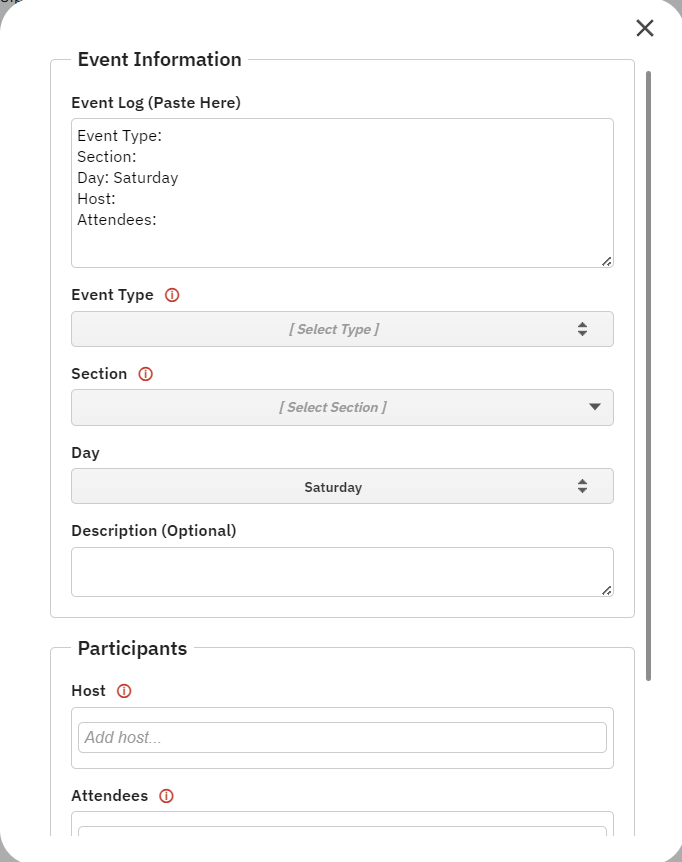 Event Information
Event Log (Paste Here)
Event Type:
Section:
Day: Saturday
Host:
Attendees:
Event Type
[ Select Type ]
Section
[ Select Section ]
Day
Saturday
Description (Optional)
Participants
Host
Add host...
Attendees